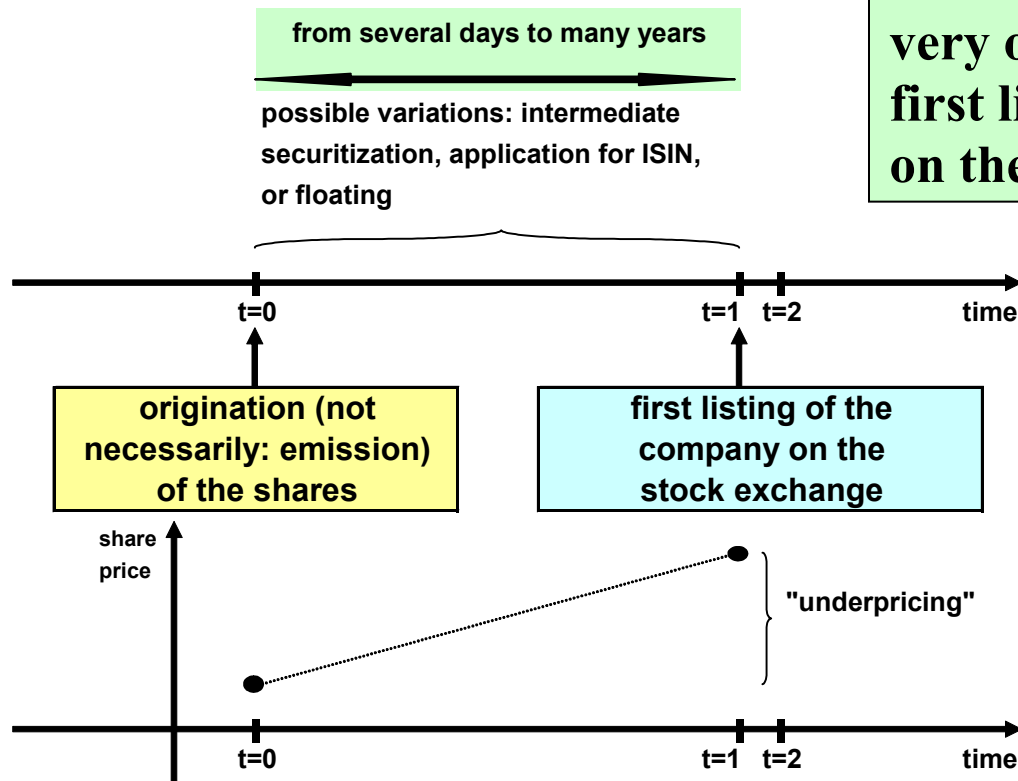 from several days to many years
possible variations: intermediate
securitization, application for ISIN,
or floating
very
first
on the
t=0
t=1
t=2
time
origination (not
necessarily: emission)
of the shares
first listing of the
company on the
stock exchange
share
price
"underpricing"
t=0
t=1
t=2
time